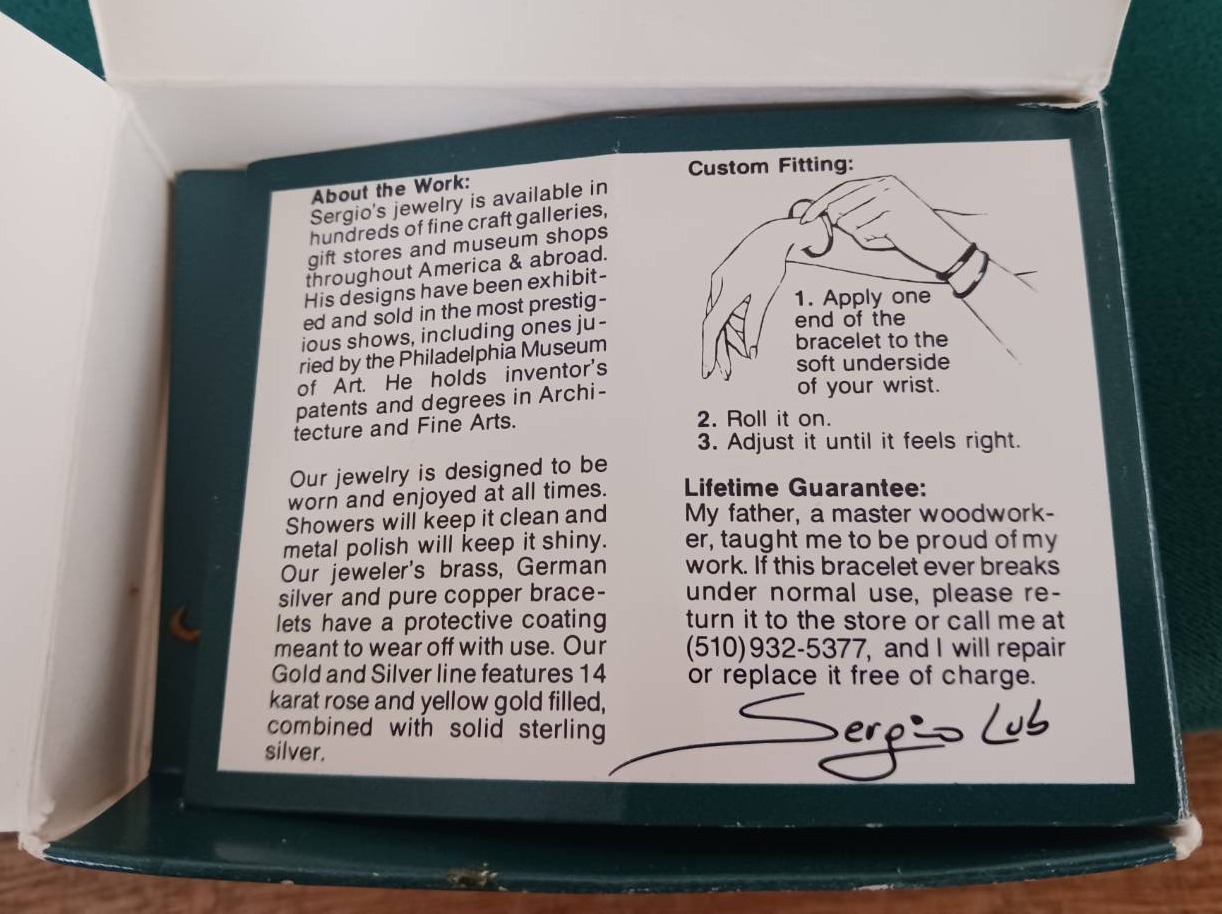 About the Work:
Sergio's jewelry is available in
hundreds of fine craft galleries,
gift stores and museum shops
throughout America & abroad.
His designs have been exhibit-
ed and sold in the most prestig-
ious shows, including ones ju-
ried by the Philadelphia Museum
of Art. He holds inventor's
patents and degrees in Archi-
tecture and Fine Arts.
Our jewelry is designed to be
worn and enjoyed at all times.
Showers will keep it clean and
metal polish will keep it shiny.
Our jeweler's brass, German
silver and pure copper brace-
lets have a protective coating
meant to wear off with use. Our
Gold and Silver line features 14
karat rose and yellow gold filled,
combined with solid sterling
silver.
Custom Fitting:
1. Apply one
end of the
bracelet to the
soft underside
of your wrist.
2. Roll it on.
3. Adjust it until it feels right.
Lifetime Guarantee:
My father, a master woodwork-
er, taught me to be proud of my
work. If this bracelet ever breaks
under normal use, please re-
turn it to the store or call me at
(510)932-5377, and I will repair
or replace it free of charge.
Sergio Lub